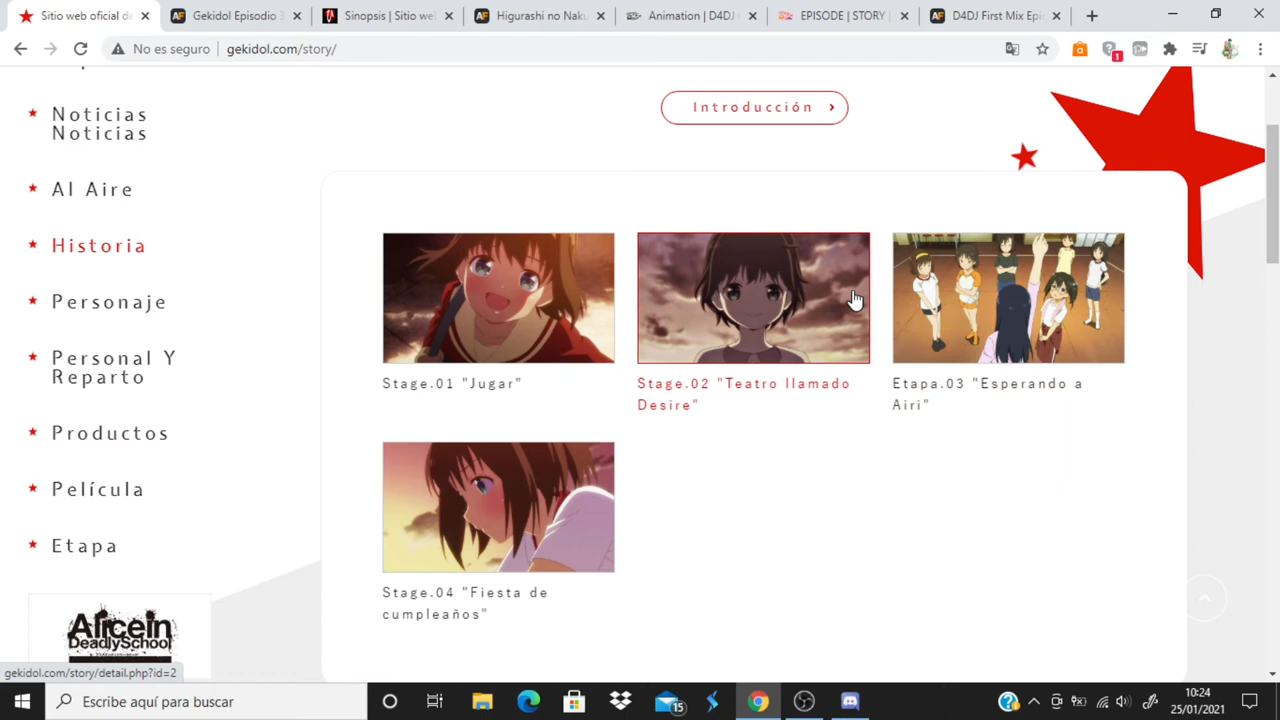 Sitio web oficial de
Gekidol Episodio 3
Sinopsis | Sitio web
Higurashi no Naku
Animation | D4DJ
EPISODE | STORY
D4DJ First Mix Epi
No es seguro
gekidol.com/story/
1
Noticias
Noticias
Al Aire
Historia
Personaje
Personal Y
Reparto
Productos
Película
Etapa
Alice in
DeadlySchool
Introducción
Stage.01 "Jugar"
Stage.02 "Teatro llamado
Desire"
Etapa.03 "Esperando a
Airi"
Stage.04 "Fiesta de
cumpleaños"
gekidol.com/story/detail.php?id=2
Escribe aquí para buscar
15
10:24
25/01/2021